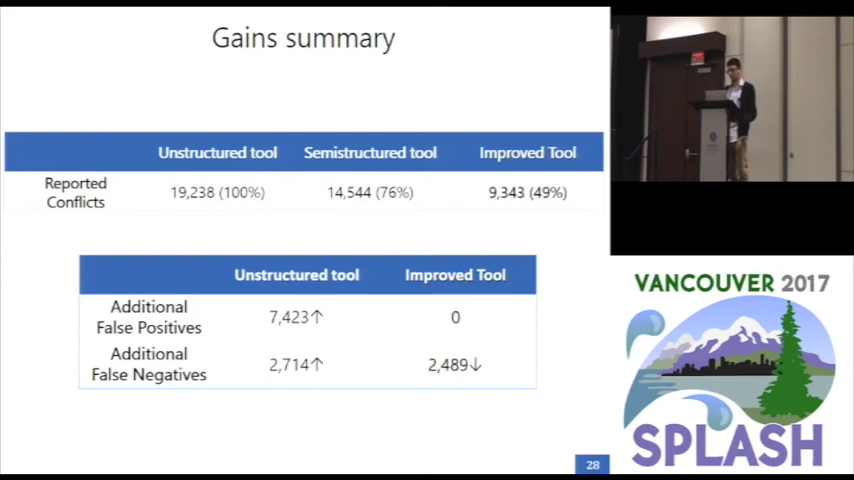 Gains summary
Unstructured tool Semistructured tool Improved Tool
Reported Conflicts 19,238 (100%) 14,544 (76%) 9,343 (49%)
Unstructured tool Improved Tool
Additional False Positives 7,423↑ 0
Additional False Negatives 2,714↑ 2,489↓
28
VANCOUVER 2017
SPLASH